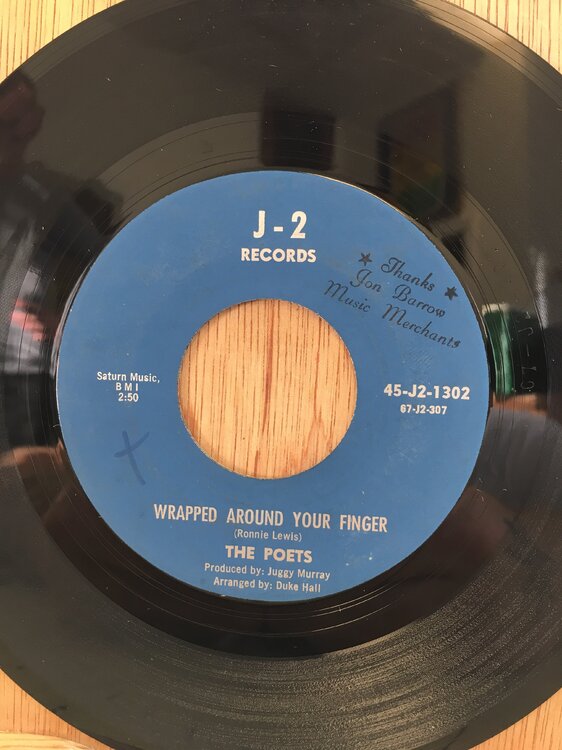 J-2
RECORDS
★ Thanks ★
Jon Barrow
Music Merchants
Saturn Music,
BMI
2:50
45-J2-1302
67-J2-307
WRAPPED AROUND YOUR FINGER
(Ronnie Lewis)
THE POETS
Produced by: Juggy Murray
Arranged by: Duke Hall